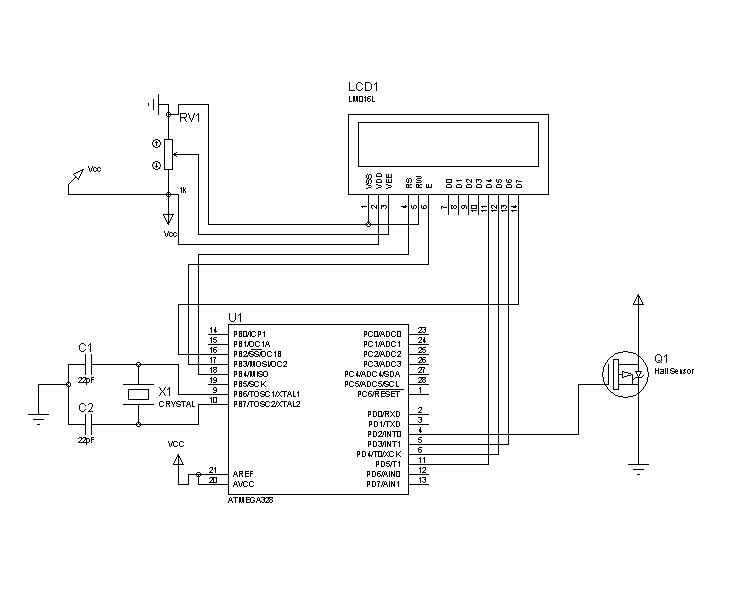 LCD1
LM016L
RV1
Vcc
1k
Vcc
VSS
VDD
VEE
RS
RW
E
D0
D1
D2
D3
D4
D5
D6
D7
1
2
3
4
5
6
7
8
9
10
11
12
13
14
U1
14 PB0/ICP1 PC0/ADC0 23
15 PB1/OC1A PC1/ADC1 24
16 PB2/SS/OC1B PC2/ADC2 25
17 PB3/MOSI/OC2 PC3/ADC3 26
18 PB4/MISO PC4/ADC4/SDA 27
19 PB5/SCK PC5/ADC5/SCL 28
9 PB6/TOSC1/XTAL1 PC6/RESET 1
10 PB7/TOSC2/XTAL2
PD0/RXD 2
PD1/TXD 3
PD2/INT0 4
PD3/INT1 5
PD4/T0/XCK 6
PD5/T1 11
21 AREF PD6/AIN0 12
20 AVCC PD7/AIN1 13
ATMEGA328
C1
22pF
C2
22pF
X1
CRYSTAL
VCC
Q1
Hall Sensor